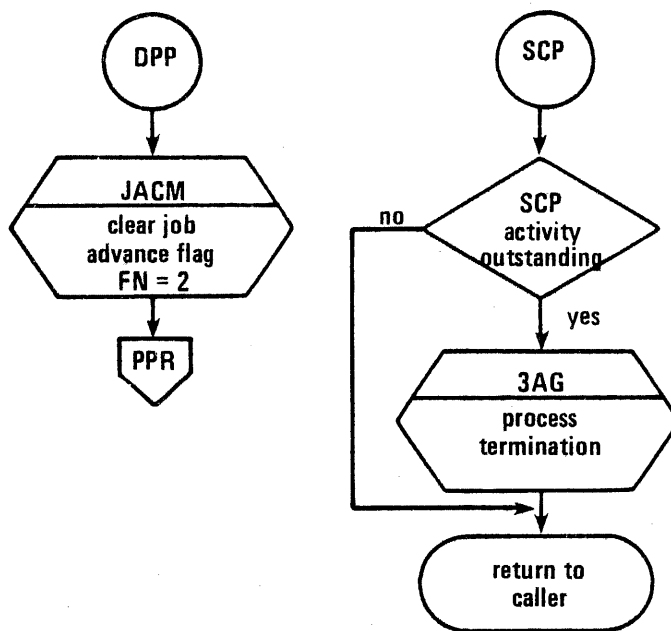 DPP
JACM
clear job
advance flag
FN = 2
PPR
SCP
SCP
activity
outstanding
no
yes
3AG
process
termination
return to
caller